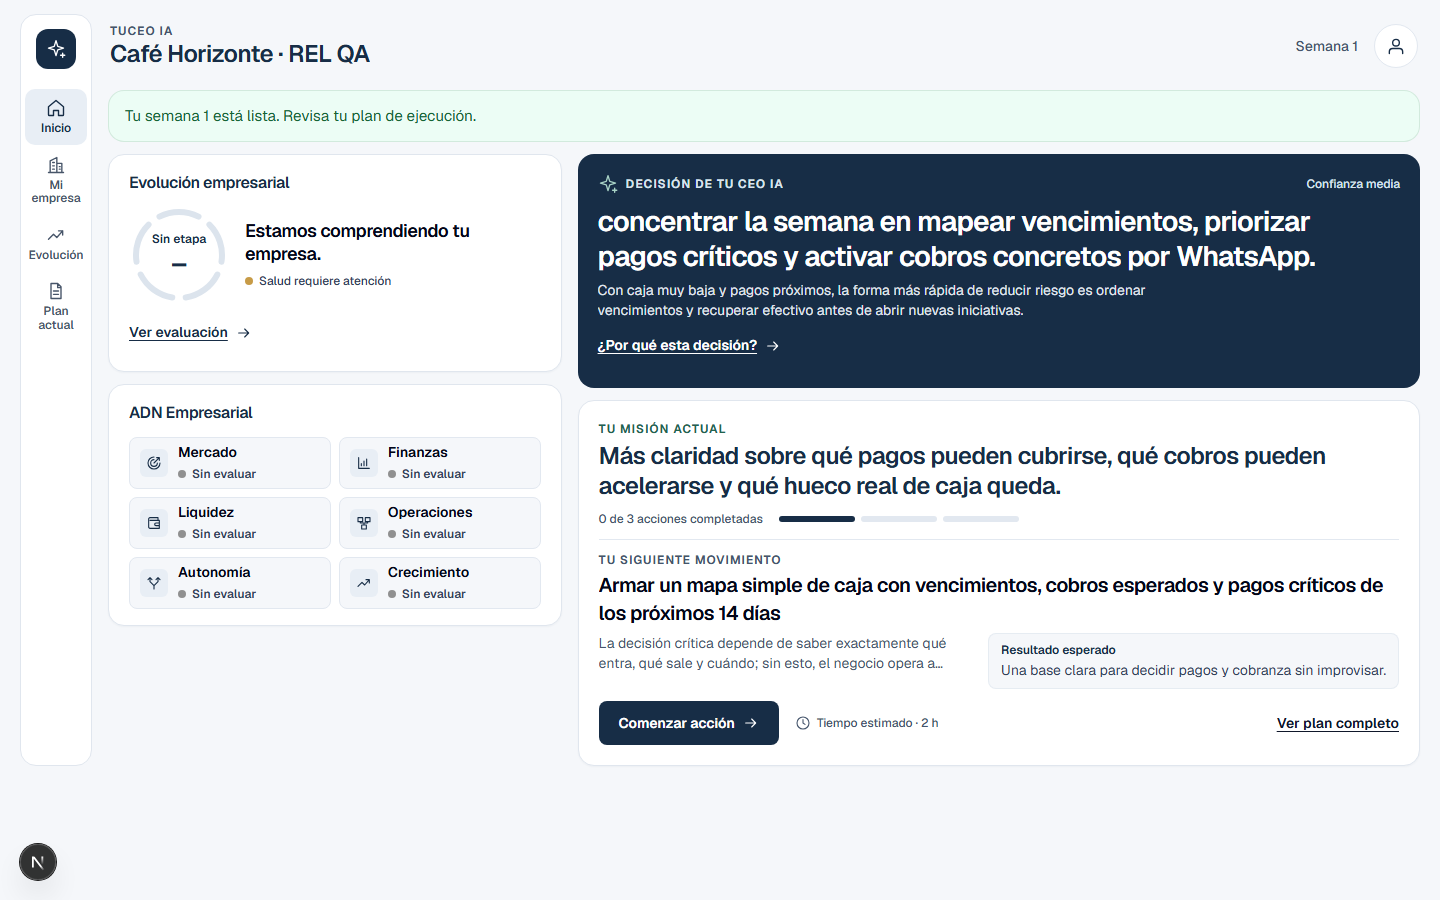 TUCEO IA
Café Horizonte · REL QA
Semana 1
Inicio
Mi
empresa
Evolución
Plan
actual
Tu semana 1 está lista. Revisa tu plan de ejecución.
Evolución empresarial
Sin etapa
–
Estamos comprendiendo tu
empresa.
Salud requiere atención
Ver evaluación
ADN Empresarial
Mercado
Sin evaluar
Finanzas
Sin evaluar
Liquidez
Sin evaluar
Operaciones
Sin evaluar
Autonomía
Sin evaluar
Crecimiento
Sin evaluar
DECISIÓN DE TU CEO IA
Confianza media
concentrar la semana en mapear vencimientos, priorizar
pagos críticos y activar cobros concretos por WhatsApp.
Con caja muy baja y pagos próximos, la forma más rápida de reducir riesgo es ordenar
vencimientos y recuperar efectivo antes de abrir nuevas iniciativas.
¿Por qué esta decisión?
TU MISIÓN ACTUAL
Más claridad sobre qué pagos pueden cubrirse, qué cobros pueden
acelerarse y qué hueco real de caja queda.
0 de 3 acciones completadas
TU SIGUIENTE MOVIMIENTO
Armar un mapa simple de caja con vencimientos, cobros esperados y pagos críticos de
los próximos 14 días
La decisión crítica depende de saber exactamente qué
entra, qué sale y cuándo; sin esto, el negocio opera a...
Resultado esperado
Una base clara para decidir pagos y cobranza sin improvisar.
Comenzar acción
Tiempo estimado · 2 h
Ver plan completo
N